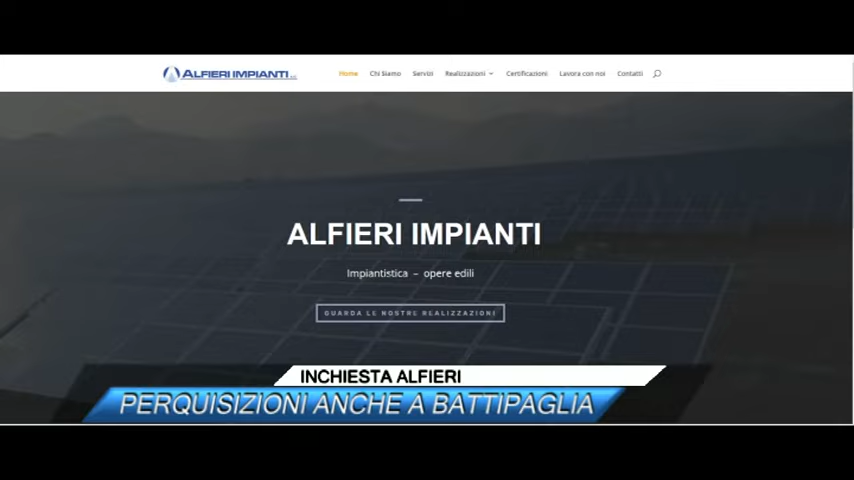 ALFIERI IMPIANTI
Home Chi Siamo Servizi Realizzazioni Certificazioni Lavora con noi Contatti
ALFIERI IMPIANTI
Impiantistica – opere edili
GUARDA LE NOSTRE REALIZZAZIONI
INCHIESTA ALFIERI
PERQUISIZIONI ANCHE A BATTIPAGLIA